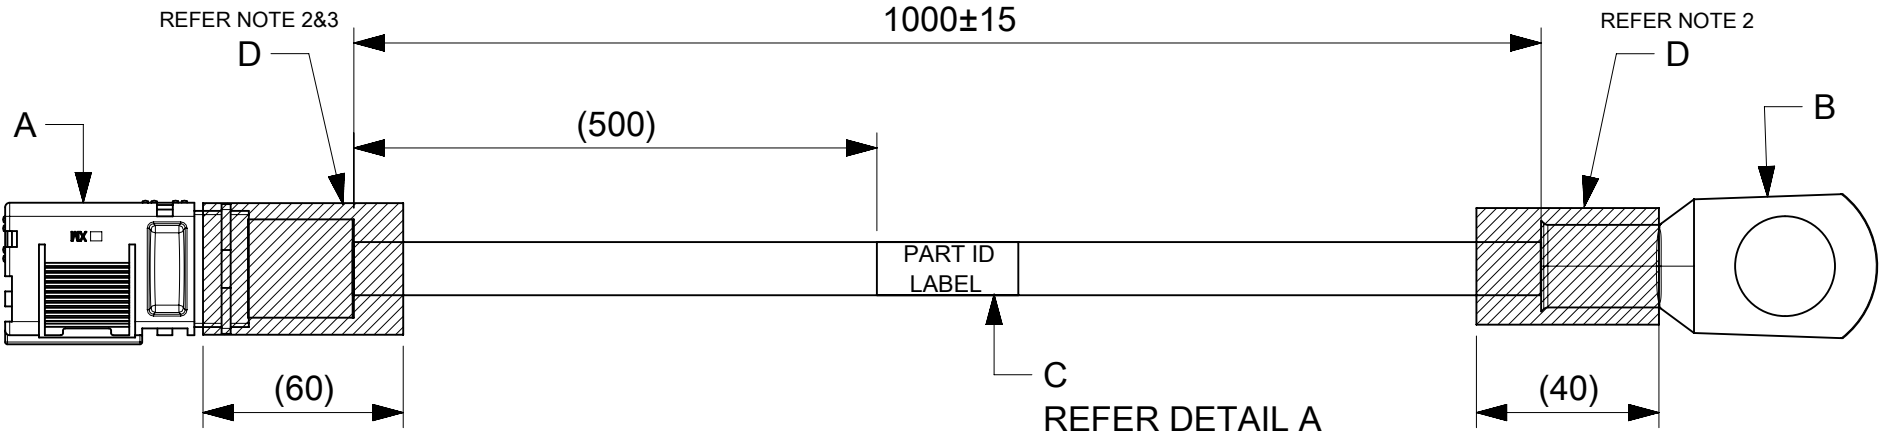 REFER NOTE 2&3
1000±15
REFER NOTE 2
D
D
A
(500)
B
PART ID
LABEL
(60)
C
(40)
REFER DETAIL A